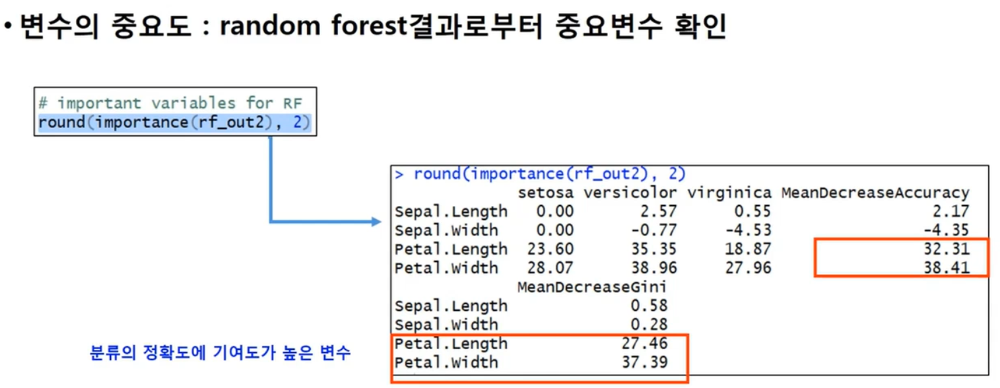 • 변수의 중요도 : random forest결과로부터 중요변수 확인
# important variables for RF
round(importance(rf_out2), 2)
> round(importance(rf_out2), 2)
setosa versicolor virginica MeanDecreaseAccuracy
Sepal.Length 0.00 2.57 0.55 2.17
Sepal.Width 0.00 -0.77 -4.53 -4.35
Petal.Length 23.60 35.35 18.87 32.31
Petal.Width 28.07 38.96 27.96 38.41
MeanDecreaseGini
Sepal.Length 0.58
Sepal.Width 0.28
Petal.Length 27.46
Petal.Width 37.39
분류의 정확도에 기여도가 높은 변수